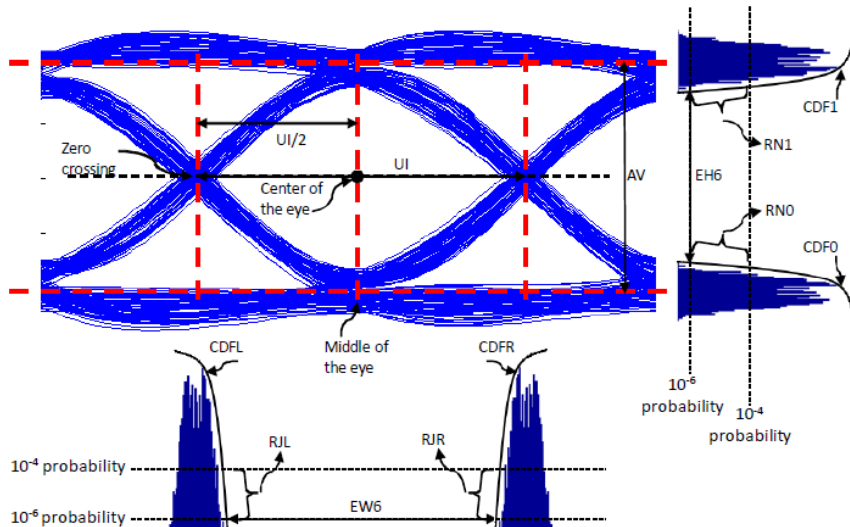 Zero
crossing
UI/2
UI
Center of
the eye
AV
CDF1
RN1
EH6
RN0
CDF0
Middle of
the eye
CDFL
CDFR
10-6
probability
10-4
probability
RJL
RJR
10-4 probability
EW6
10-6 probability